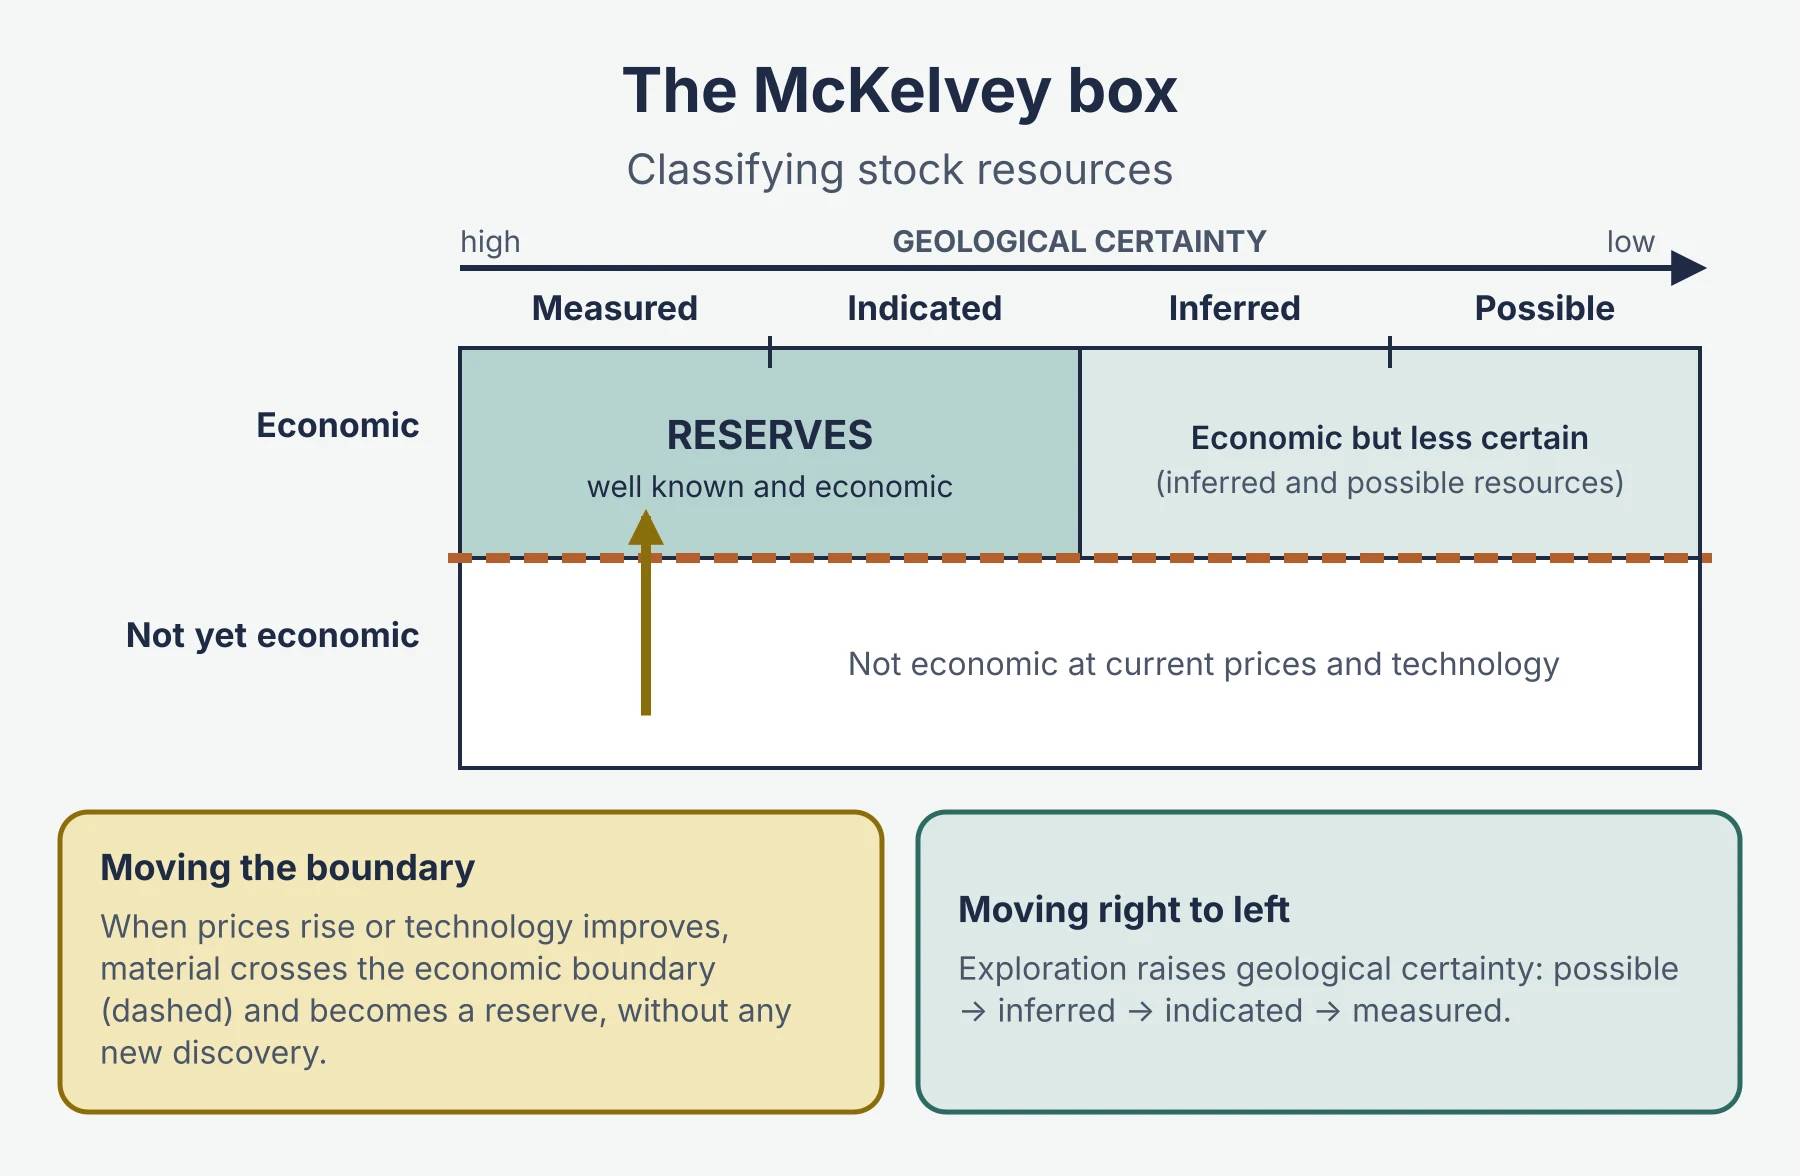 The McKelvey box
Classifying stock resources
high GEOLOGICAL CERTAINTY low
Measured Indicated Inferred Possible
Economic
RESERVES
well known and economic
Economic but less certain
(inferred and possible resources)
Not yet economic
Not economic at current prices and technology
Moving the boundary
When prices rise or technology improves,
material crosses the economic boundary
(dashed) and becomes a reserve, without any
new discovery.
Moving right to left
Exploration raises geological certainty: possible
→ inferred → indicated → measured.